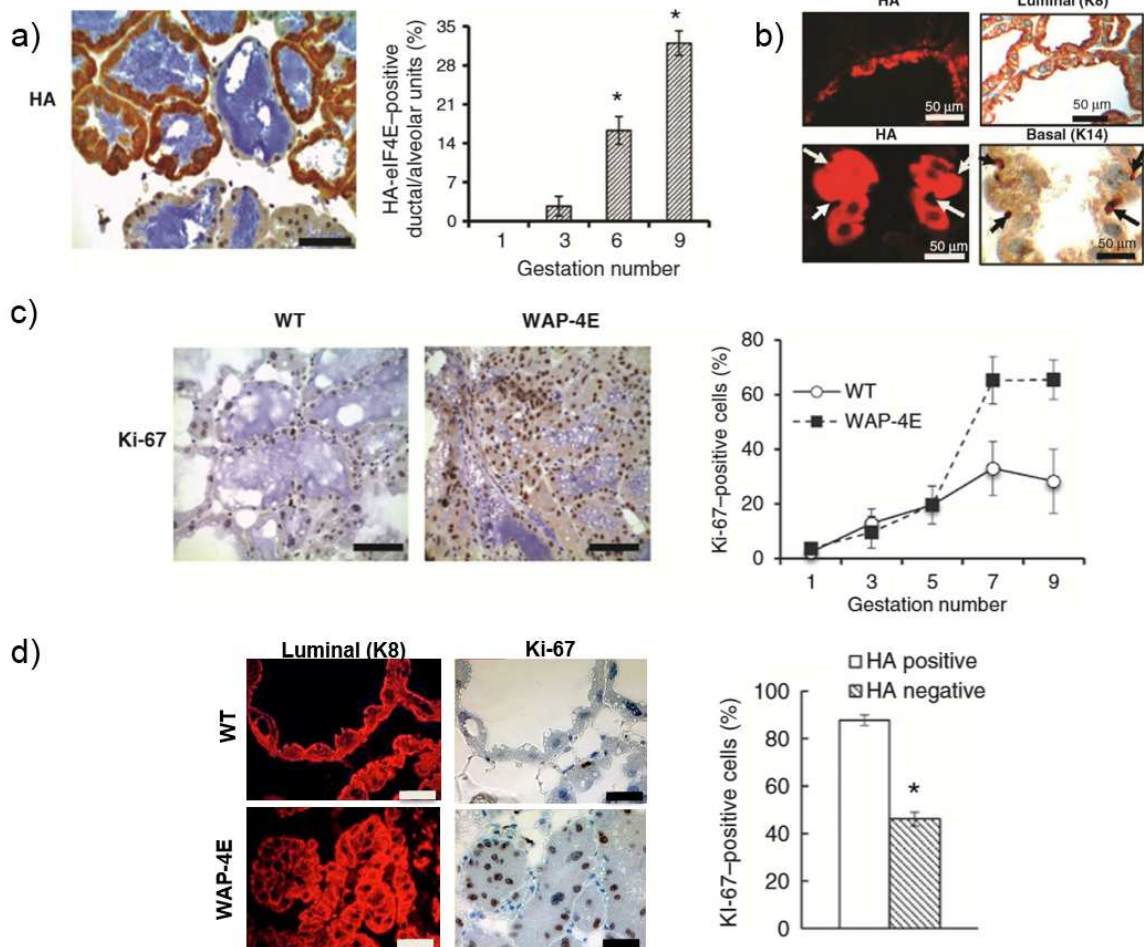 a)
HA
HA-eIF4E–positive
ductal/alveolar units (%)
35
28
21
14
7
0
*
*
1 3 6 9
Gestation number
b)
HA
Luminal (K8)
50 µm
50 µm
HA
Basal (K14)
50 µm
50 µm
c)
WT
WAP-4E
Ki-67
Ki-67–positive cells (%)
80
60
40
20
0
WT
WAP-4E
1 3 5 7 9
Gestation number
d)
Luminal (K8)
Ki-67
WT
WAP-4E
HA positive
HA negative
KI-67–positive cells (%)
100
80
60
40
20
0
*